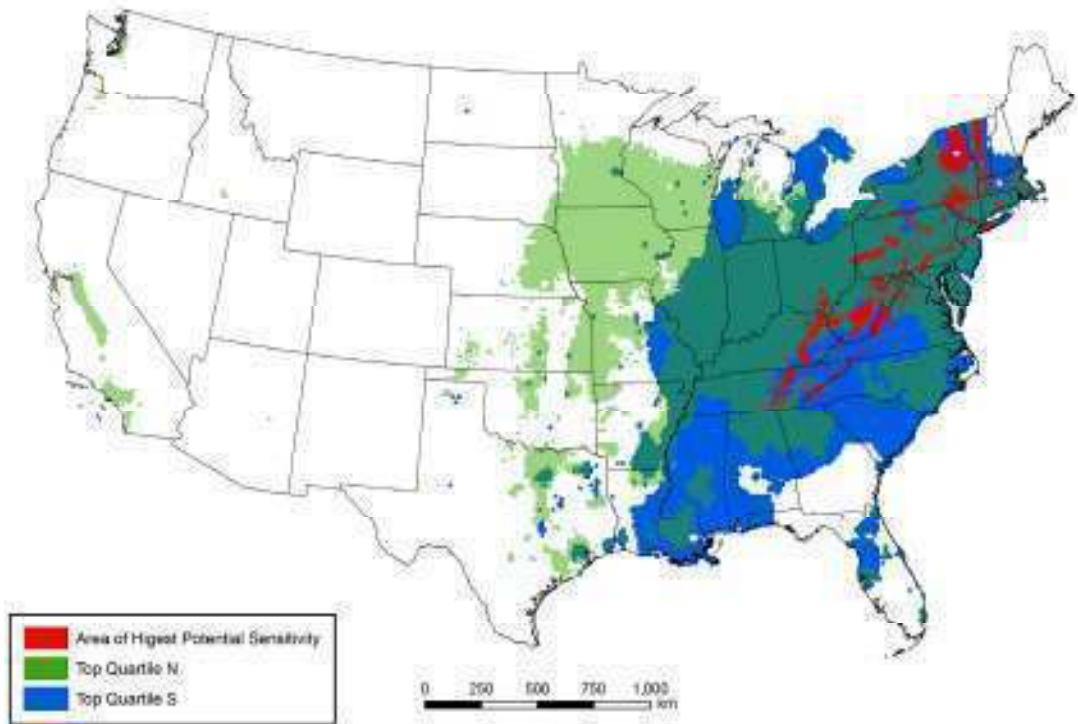 Area of Higest Potential Sensitivity
Top Quartile N
Top Quartile S
0 250 500 750 1,000
km